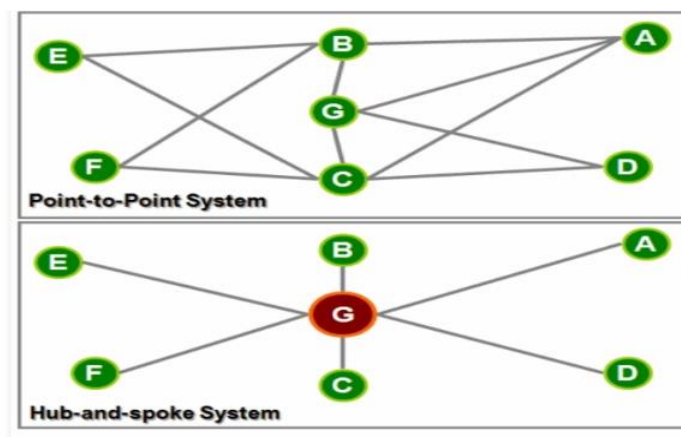 E B A
G
F C D
Point-to-Point System
E B A
G
F C D
Hub-and-spoke System